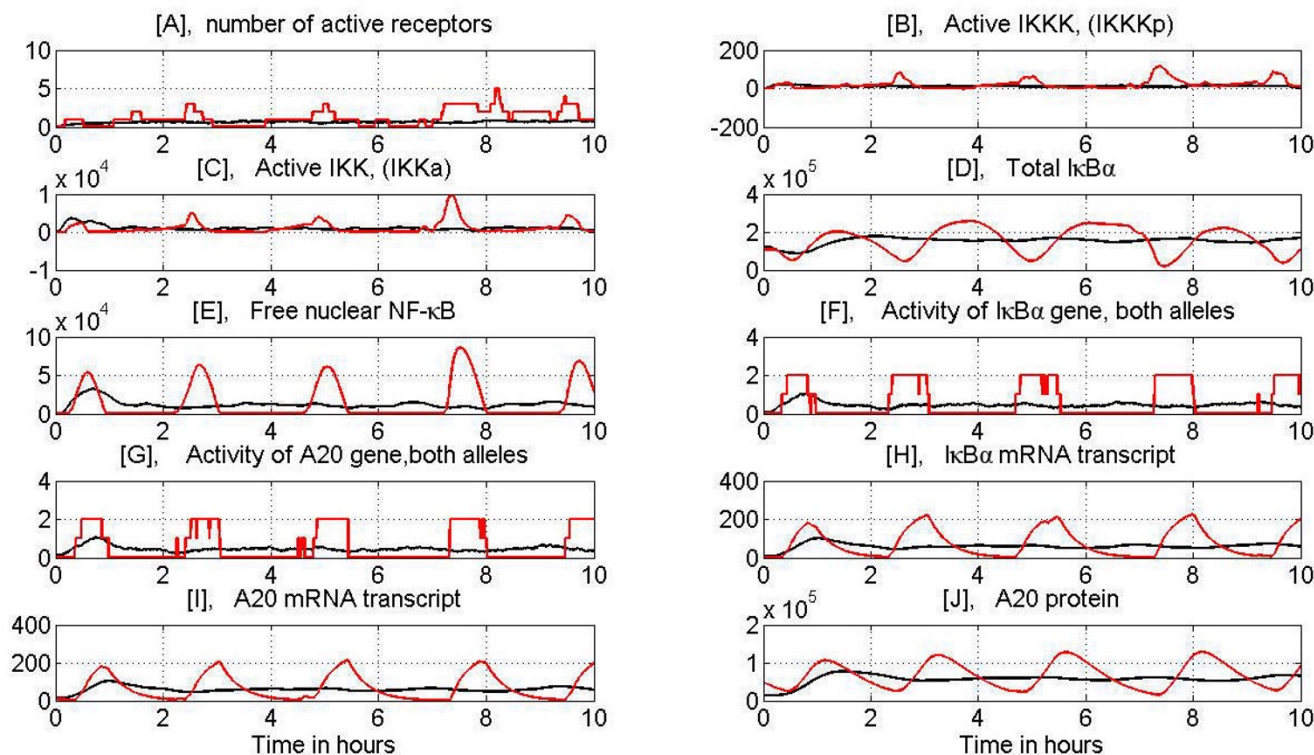 [A], number of active receptors
10
5
0
0 2 4 6 8 10
[B], Active IKKK, (IKKKp)
200
0
-200
0 2 4 6 8 10
[C], Active IKK, (IKKa)
x 10^4
1
0
-1
0 2 4 6 8 10
[D], Total IκBα
x 10^5
4
2
0
0 2 4 6 8 10
[E], Free nuclear NF-κB
x 10^4
10
5
0
0 2 4 6 8 10
[F], Activity of IκBα gene, both alleles
4
2
0
0 2 4 6 8 10
[G], Activity of A20 gene,both alleles
4
2
0
0 2 4 6 8 10
[H], IκBα mRNA transcript
400
200
0
0 2 4 6 8 10
[I], A20 mRNA transcript
400
200
0
0 2 4 6 8 10
Time in hours
[J], A20 protein
x 10^5
2
1
0
0 2 4 6 8 10
Time in hours